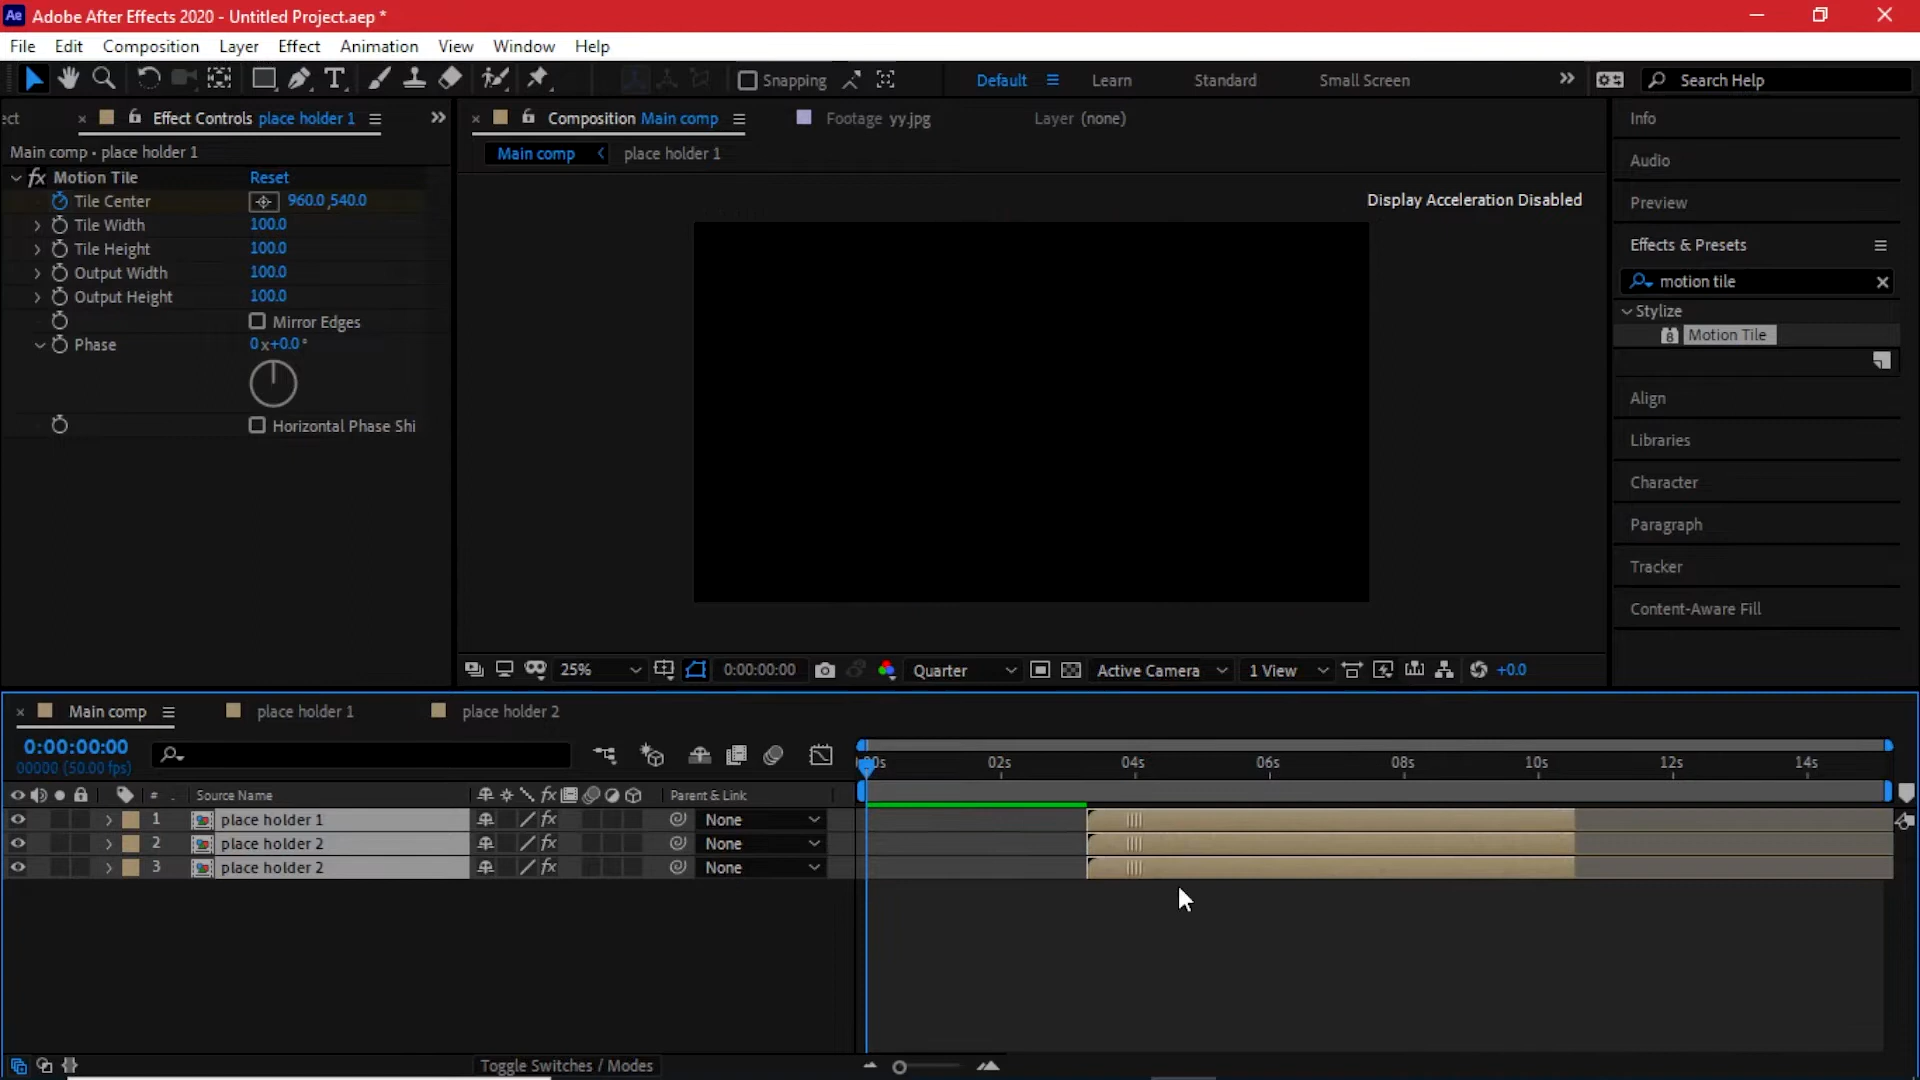 Ae Adobe After Effects 2020 - Untitled Project.aep *
File Edit Composition Layer Effect Animation View Window Help
Snapping Default Learn Standard Small Screen Search Help
ect Effect Controls place holder 1 Composition Main comp Footage yy.jpg Layer (none) Info
Main comp • place holder 1
Main comp place holder 1
Audio
fx Motion Tile Reset
Tile Center 960.0,540.0
Display Acceleration Disabled
Preview
Tile Width 100.0
Tile Height 100.0
Effects & Presets
Output Width 100.0
motion tile
Output Height 100.0
Stylize
Mirror Edges
Motion Tile
Phase 0x+0.0°
Align
Horizontal Phase Shi
Libraries
Character
Paragraph
Tracker
Content-Aware Fill
25% 0:00:00:00 Quarter Active Camera 1 View +0.0
Main comp place holder 1 place holder 2
0:00:00:00
00000 (50.00 fps)
02s 04s 06s 08s 10s 12s 14s
# Source Name fx Parent & Link
1 place holder 1 fx None
2 place holder 2 fx None
3 place holder 2 fx None
Toggle Switches / Modes